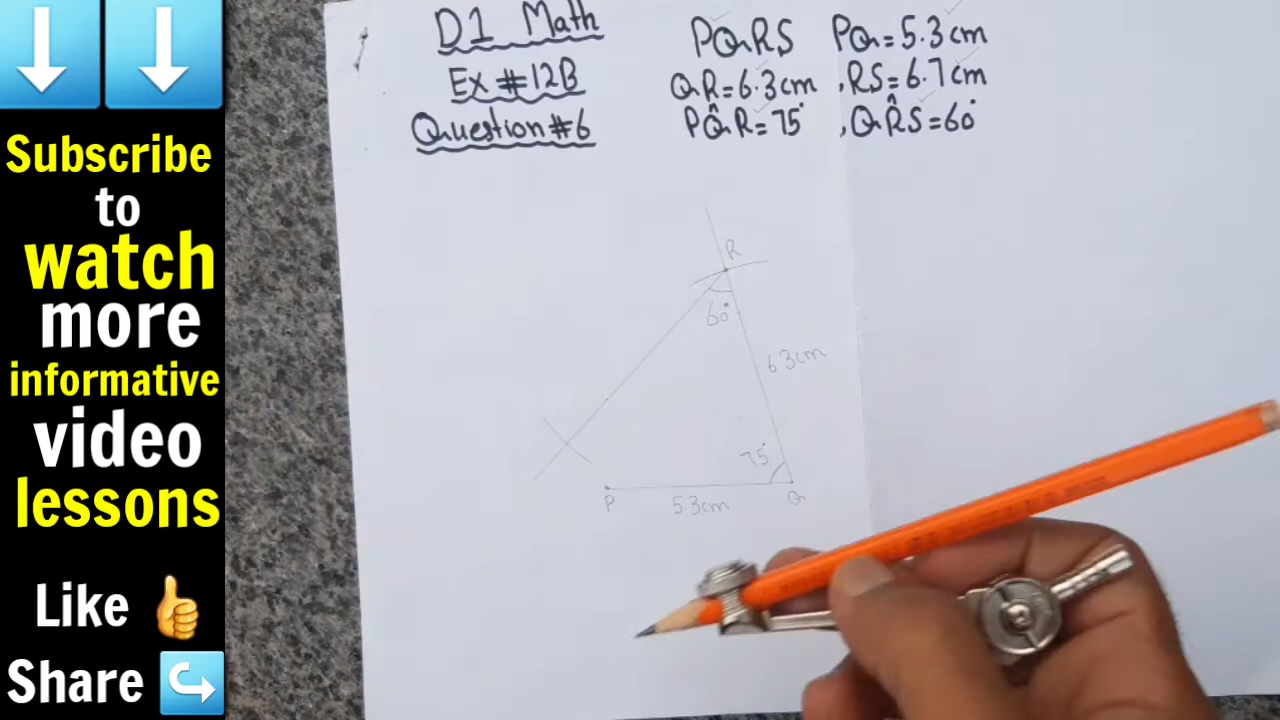 Subscribe
to
watch
more
informative
video
lessons
Like
Share
D1 Math
Ex #12B
Question #6
PQRS PQ=5.3cm
QR=6.3cm ,RS=6.7cm
PQ̂R=75° ,QR̂S=60°
R
60°
6.3cm
75°
P 5.3cm Q